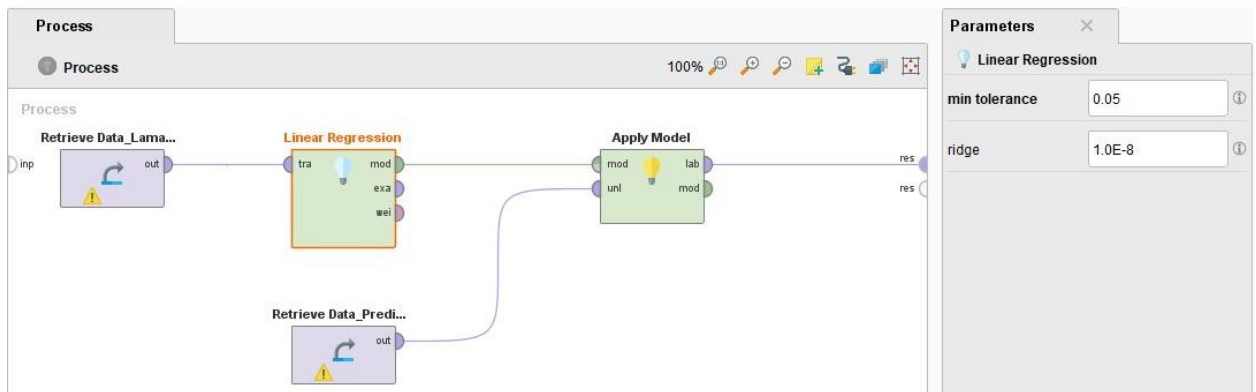 Process
Process
100%
Process
inp
Retrieve Data_Lama...
out
Linear Regression
tra
mod
exa
wei
Apply Model
mod
lab
unl
mod
res
res
Retrieve Data_Predi...
out
Parameters
Linear Regression
min tolerance
0.05
ridge
1.0E-8